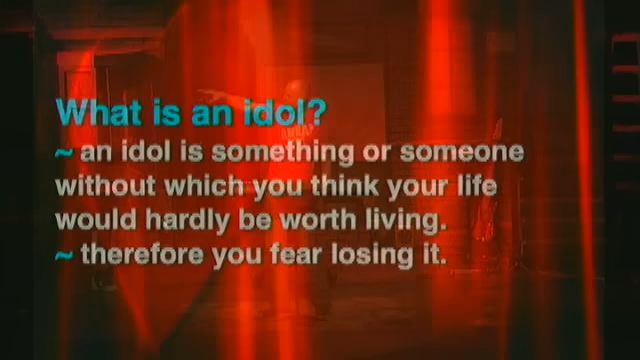 What is an idol?
~ an idol is something or someone
without which you think your life
would hardly be worth living.
~ therefore you fear losing it.